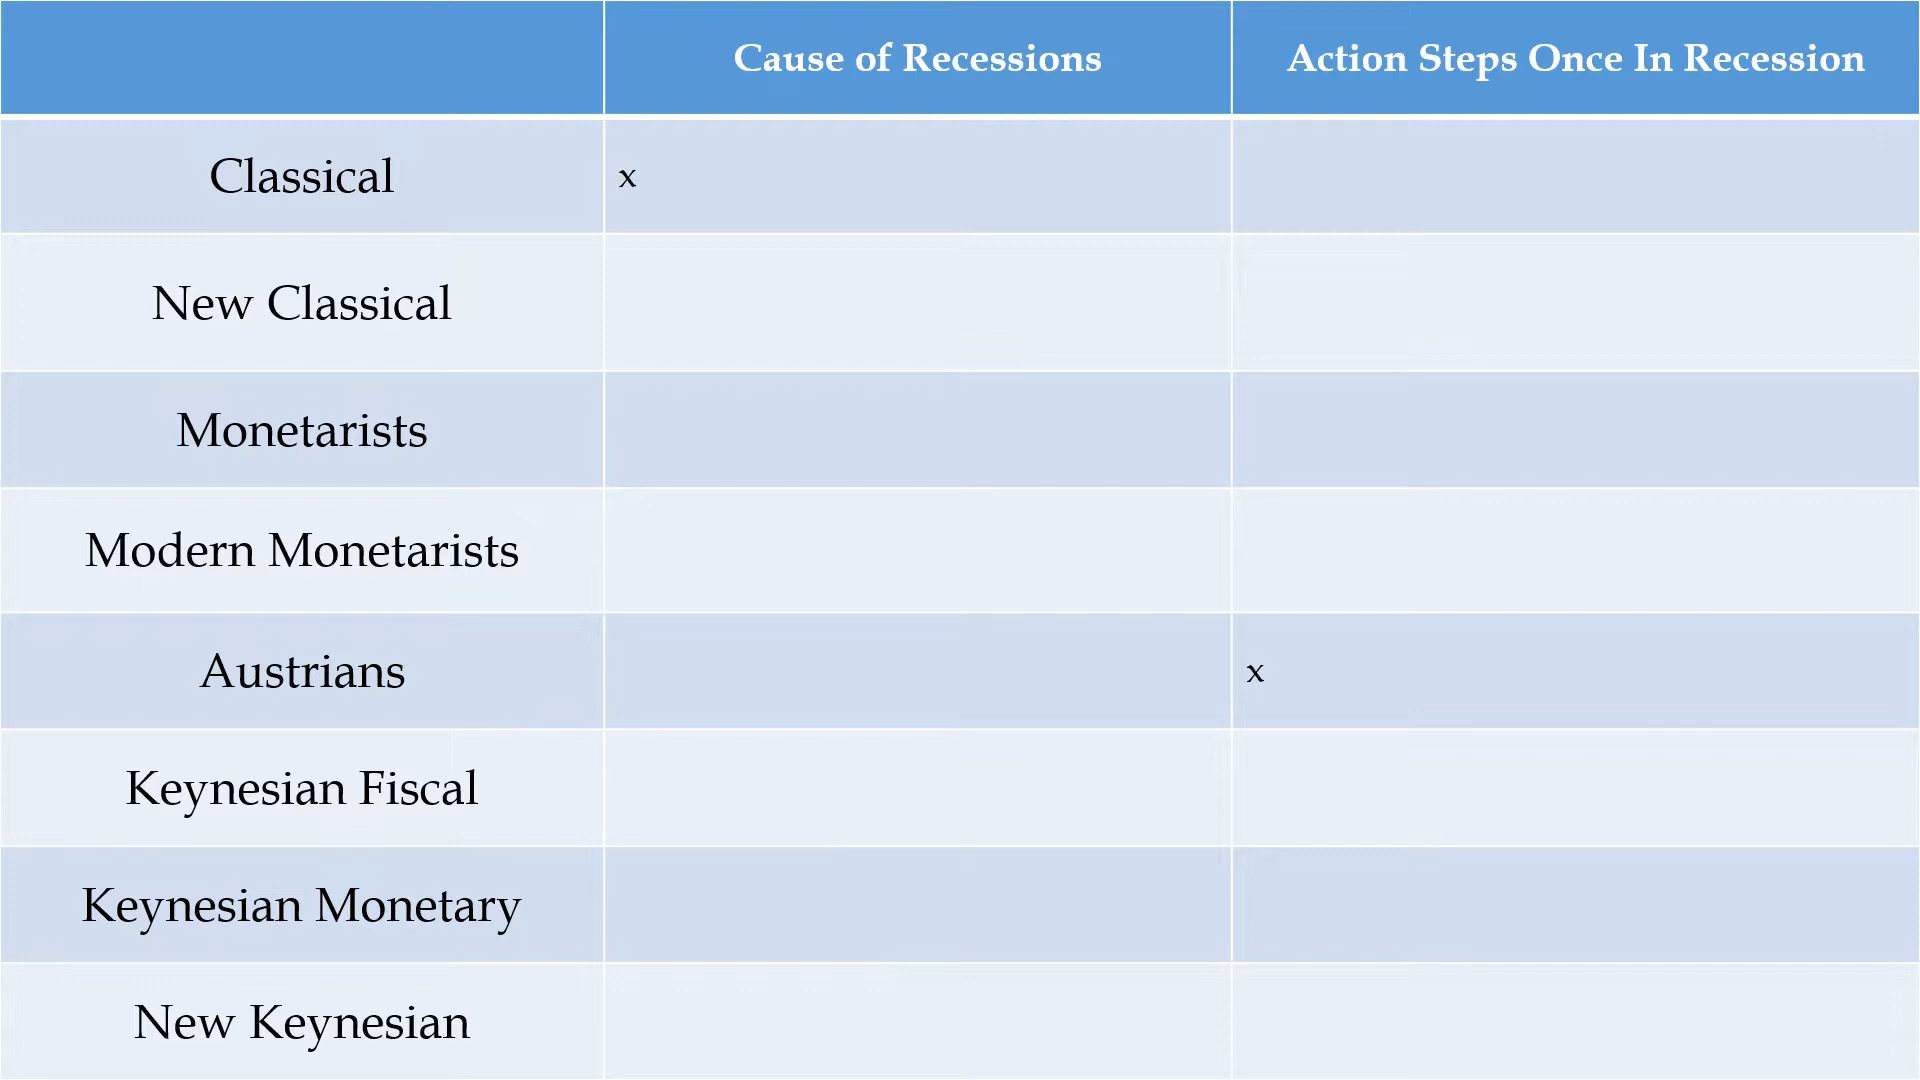 Cause of Recessions
Action Steps Once In Recession
Classical
x
New Classical
Monetarists
Modern Monetarists
Austrians
x
Keynesian Fiscal
Keynesian Monetary
New Keynesian